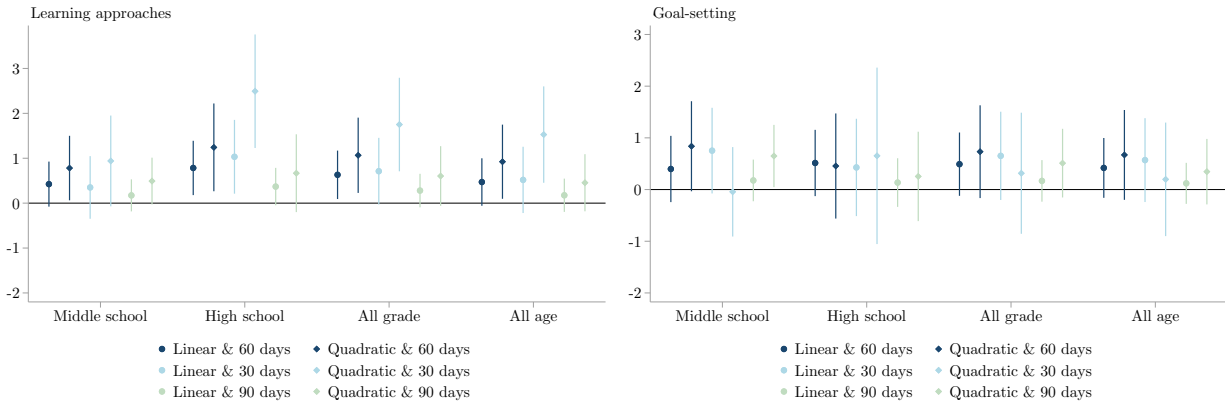 Learning approaches
3
2
1
0
-1
-2
Middle school High school All grade All age
Linear & 60 days Quadratic & 60 days
Linear & 30 days Quadratic & 30 days
Linear & 90 days Quadratic & 90 days
Goal-setting
3
2
1
0
-1
-2
Middle school High school All grade All age
Linear & 60 days Quadratic & 60 days
Linear & 30 days Quadratic & 30 days
Linear & 90 days Quadratic & 90 days